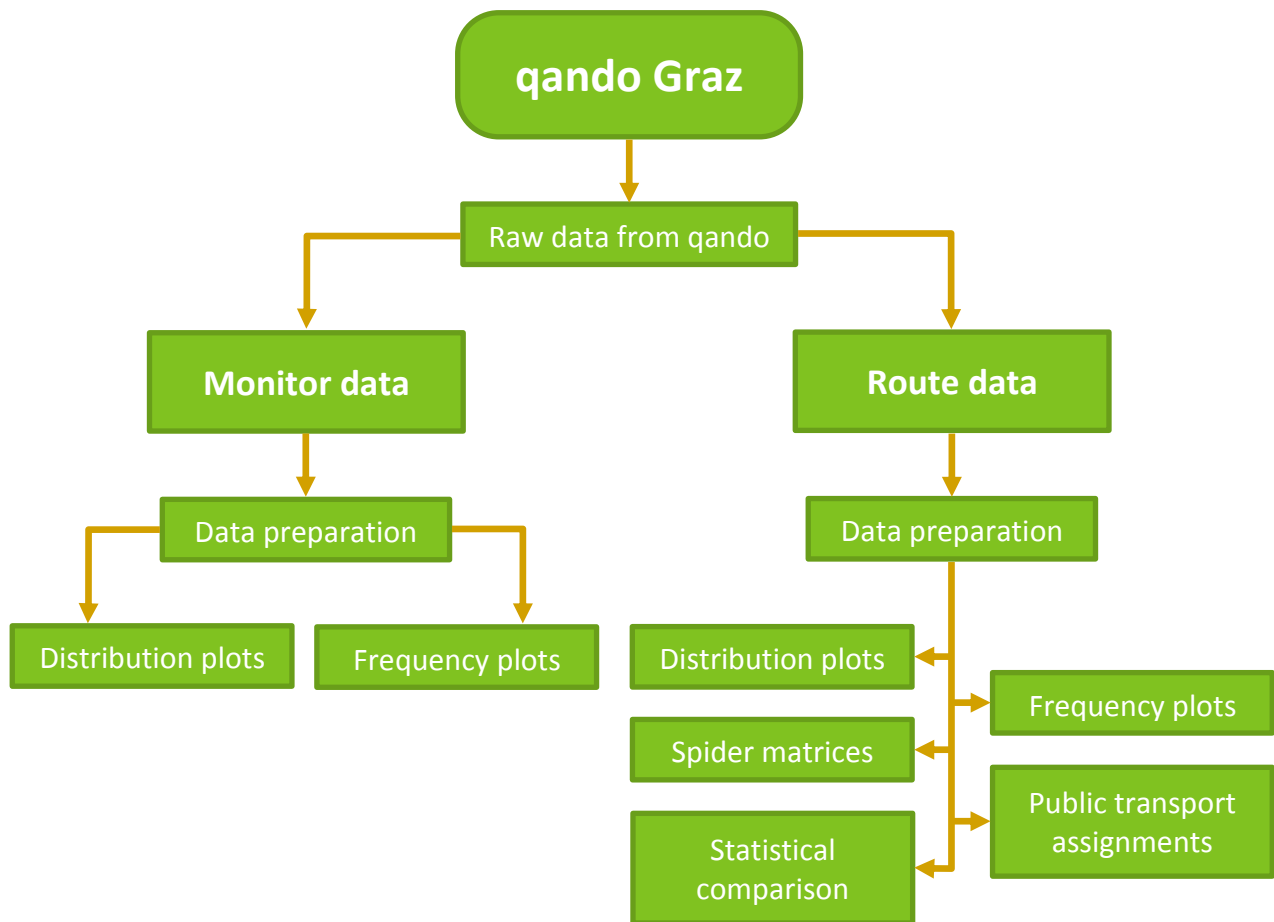 qando Graz
Raw data from qando
Monitor data
Route data
Data preparation
Data preparation
Distribution plots
Frequency plots
Distribution plots
Frequency plots
Spider matrices
Public transport
assignments
Statistical
comparison